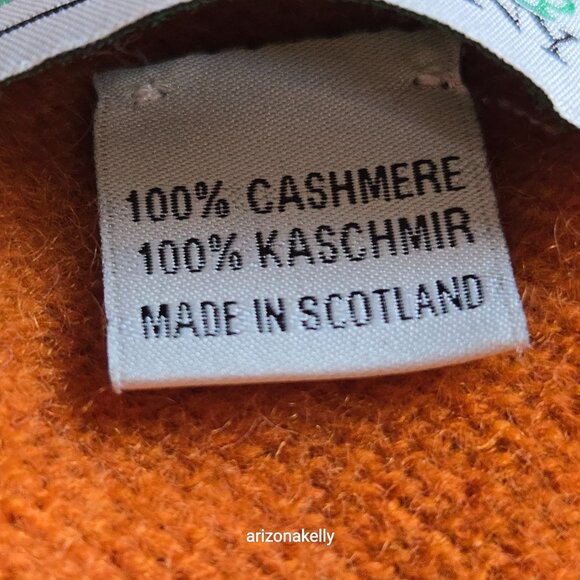 100% CASHMERE
100% KASCHMIR
MADE IN SCOTLAND
arizonakelly